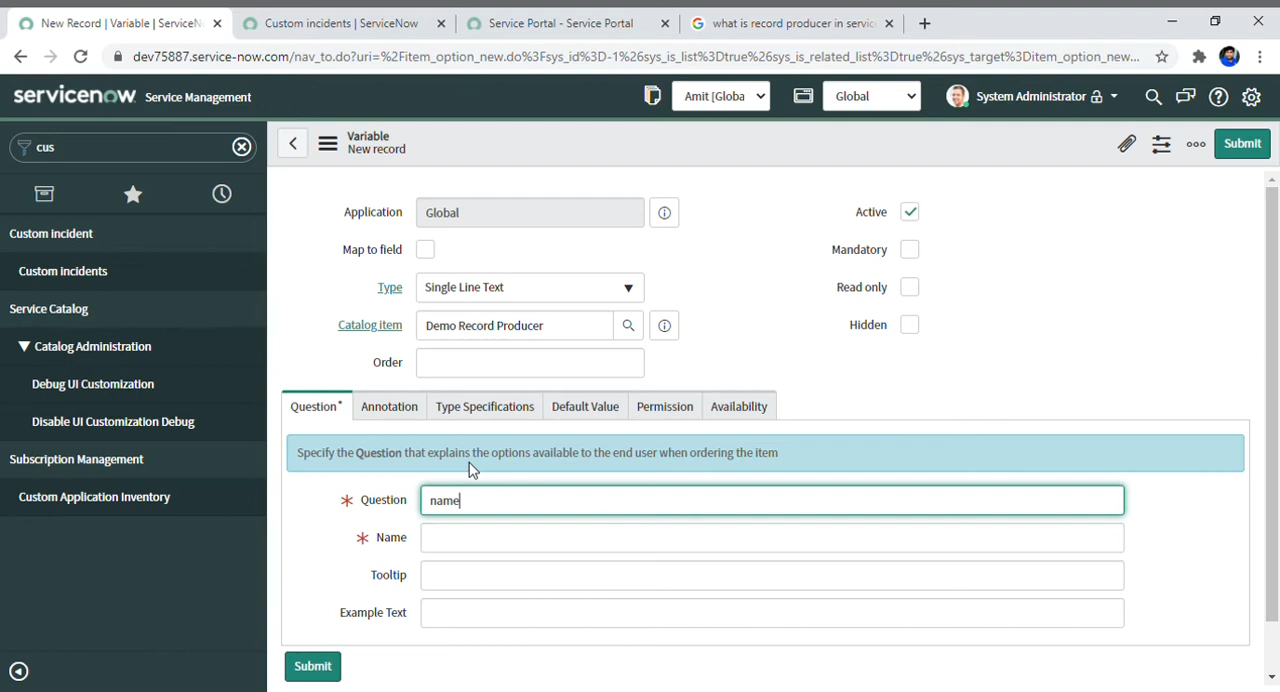 New Record | Variable | ServiceN
Custom incidents | ServiceNow
Service Portal - Service Portal
what is record producer in servic
dev75887.service-now.com/nav_to.do?uri=%2Fitem_option_new.do%3Fsys_id%3D-1%26sys_is_list%3Dtrue%26sys_is_related_list%3Dtrue%26sys_target%3Ditem_option_new...
servicenow Service Management
Amit [Globa
Global
System Administrator
cus
Variable
New record
Submit
Custom Incident
Custom incidents
Service Catalog
Catalog Administration
Debug UI Customization
Disable UI Customization Debug
Subscription Management
Custom Application Inventory
Application Global
Active
Map to field
Mandatory
Type Single Line Text
Read only
Catalog item Demo Record Producer
Hidden
Order
Question* Annotation Type Specifications Default Value Permission Availability
Specify the Question that explains the options available to the end user when ordering the item
* Question name
* Name
Tooltip
Example Text
Submit